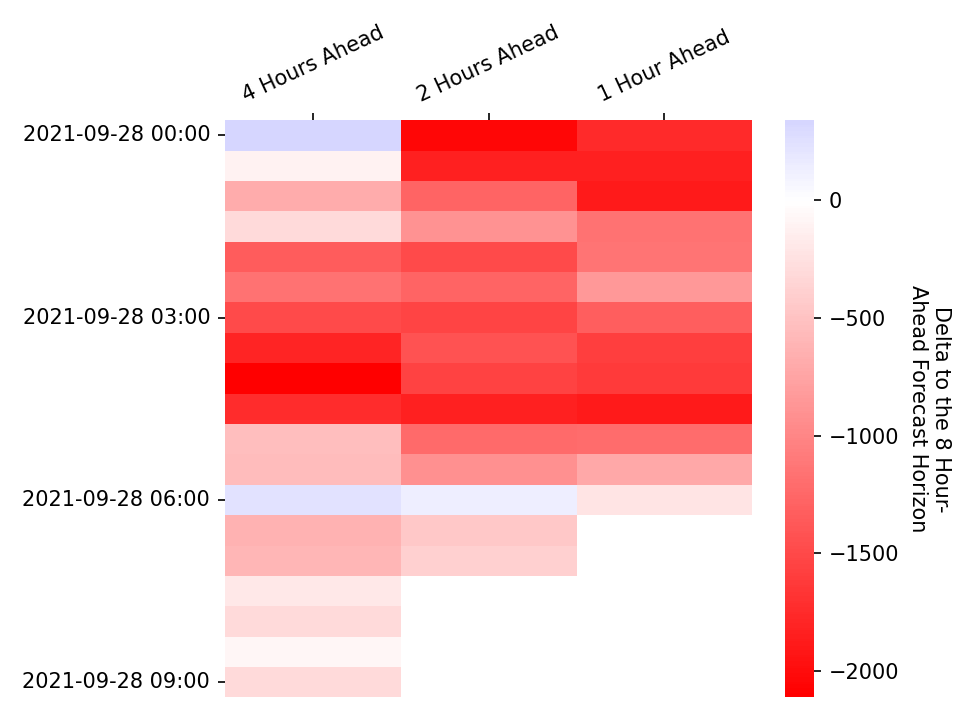 4 Hours Ahead
2 Hours Ahead
1 Hour Ahead
2021-09-28 00:00
2021-09-28 03:00
2021-09-28 06:00
2021-09-28 09:00
0
−500
−1000
−1500
−2000
Delta to the 8 Hour-
Ahead Forecast Horizon